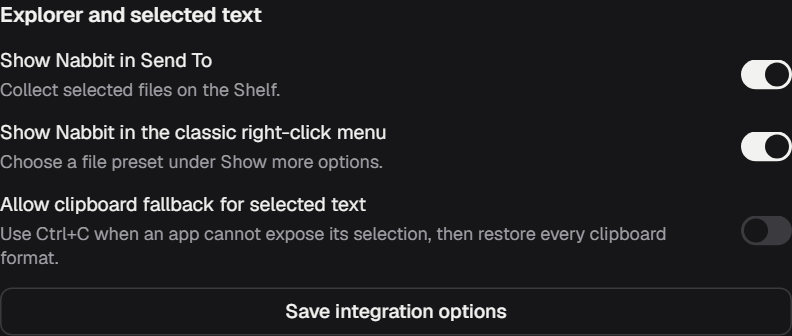 Explorer and selected text
Show Nabbit in Send To
Collect selected files on the Shelf.
Show Nabbit in the classic right-click menu
Choose a file preset under Show more options.
Allow clipboard fallback for selected text
Use Ctrl+C when an app cannot expose its selection, then restore every clipboard
format.
Save integration options